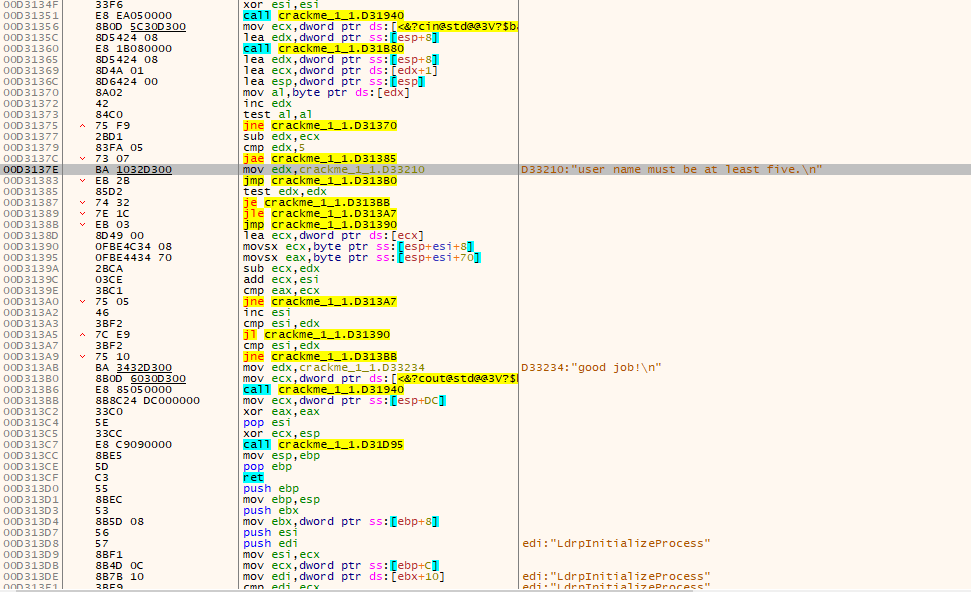 00D3134F 33F6 xor esi,esi
00D31351 E8 EA050000 call crackme_1_1.D31940
00D31356 8B0D 5C30D300 mov ecx,dword ptr ds:[<&?cin@std@@3V?$ba
00D3135C 8D5424 08 lea edx,dword ptr ss:[esp+8]
00D31360 E8 1B080000 call crackme_1_1.D31B80
00D31365 8D5424 08 lea edx,dword ptr ss:[esp+8]
00D31369 8D4A 01 lea ecx,dword ptr ds:[edx+1]
00D3136C 8D6424 00 lea esp,dword ptr ss:[esp]
00D31370 8A02 mov al,byte ptr ds:[edx]
00D31372 42 inc edx
00D31373 84C0 test al,al
00D31375 75 F9 jne crackme_1_1.D31370
00D31377 2BD1 sub edx,ecx
00D31379 83FA 05 cmp edx,5
00D3137C 73 07 jae crackme_1_1.D31385
00D3137E BA 1032D300 mov edx,crackme_1_1.D33210 D33210:"user name must be at least five.\n"
00D31383 EB 2B jmp crackme_1_1.D313B0
00D31385 85D2 test edx,edx
00D31387 74 32 je crackme_1_1.D313BB
00D31389 7E 1C jle crackme_1_1.D313A7
00D3138B EB 03 jmp crackme_1_1.D31390
00D3138D 8D49 00 lea ecx,dword ptr ds:[ecx]
00D31390 0FBE4C34 08 movsx ecx,byte ptr ss:[esp+esi+8]
00D31395 0FBE4434 70 movsx eax,byte ptr ss:[esp+esi+70]
00D3139A 2BCA sub ecx,edx
00D3139C 03CE add ecx,esi
00D3139E 3BC1 cmp eax,ecx
00D313A0 75 05 jne crackme_1_1.D313A7
00D313A2 46 inc esi
00D313A3 3BF2 cmp esi,edx
00D313A5 7C E9 jl crackme_1_1.D31390
00D313A7 3BF2 cmp esi,edx
00D313A9 75 10 jne crackme_1_1.D313BB
00D313AB BA 3432D300 mov edx,crackme_1_1.D33234 D33234:"good job!\n"
00D313B0 8B0D 6030D300 mov ecx,dword ptr ds:[<&?cout@std@@3V?$b
00D313B6 E8 85050000 call crackme_1_1.D31940
00D313BB 8B8C24 DC000000 mov ecx,dword ptr ss:[esp+DC]
00D313C2 33C0 xor eax,eax
00D313C4 5E pop esi
00D313C5 33CC xor ecx,esp
00D313C7 E8 C9090000 call crackme_1_1.D31D95
00D313CC 8BE5 mov esp,ebp
00D313CE 5D pop ebp
00D313CF C3 ret
00D313D0 55 push ebp
00D313D1 8BEC mov ebp,esp
00D313D3 53 push ebx
00D313D4 8B5D 08 mov ebx,dword ptr ss:[ebp+8]
00D313D7 56 push esi
00D313D8 57 push edi edi:"LdrpInitializeProcess"
00D313D9 8BF1 mov esi,ecx
00D313DB 8B4D 0C mov ecx,dword ptr ss:[ebp+C]
00D313DE 8B7B 10 mov edi,dword ptr ds:[ebx+10] edi:"LdrpInitializeProcess"
00D313E1 3BF9 cmp edi,ecx edi:"LdrpInitializeProcess"